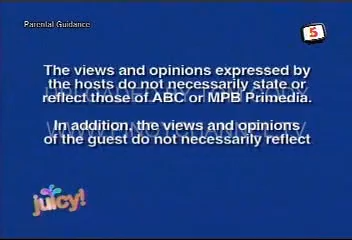 Parental Guidance
5
The views and opinions expressed by
the hosts do not necessarily state or
reflect those of ABC or MPB Primedia.
In addition, the views and opinions
of the guest do not necessarily reflect
juicy!